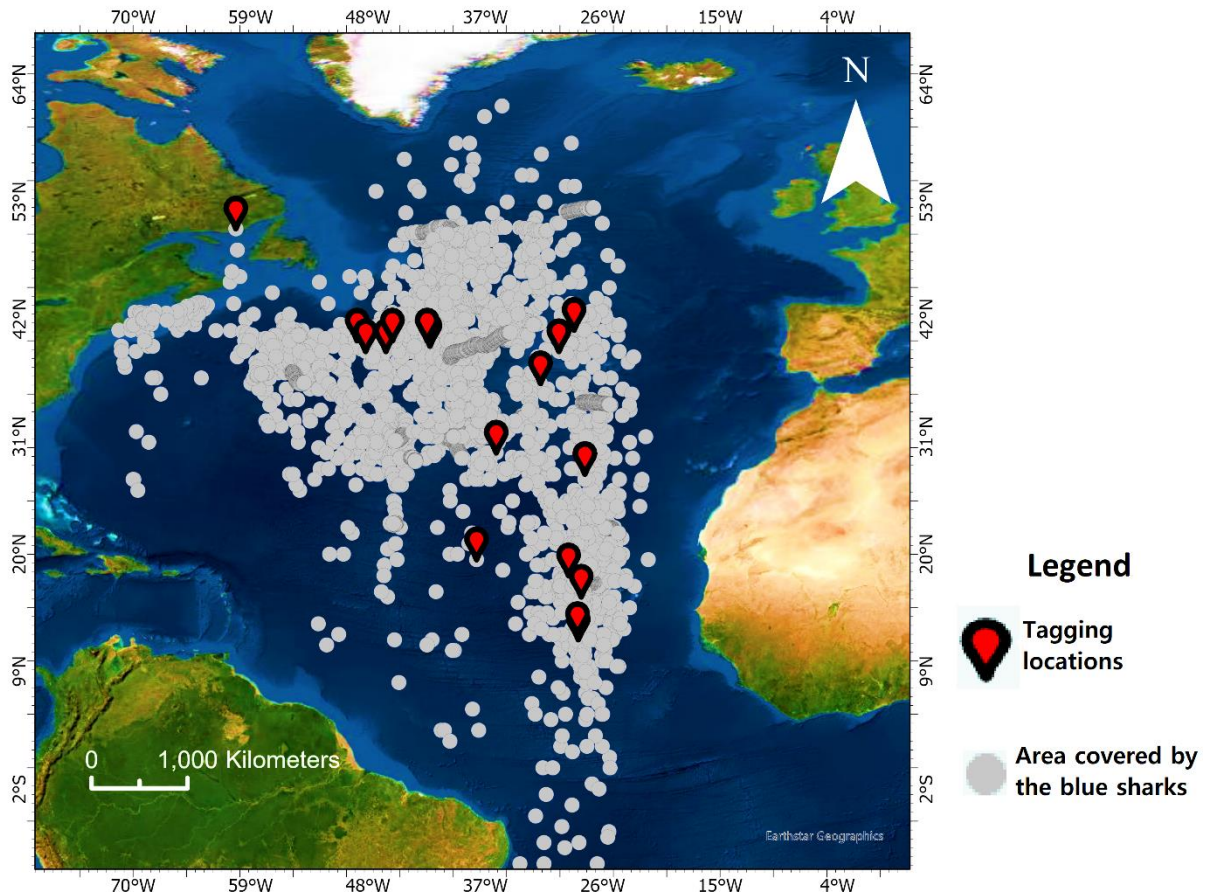 70°W 59°W 48°W 37°W 26°W 15°W 4°W
64°N 64°N
N
53°N 53°N
42°N 42°N
31°N 31°N
20°N 20°N
Legend
Tagging
locations
9°N 9°N
0 1,000 Kilometers
Area covered by
the blue sharks
2°S 2°S
Earthstar Geographics
70°W 59°W 48°W 37°W 26°W 15°W 4°W